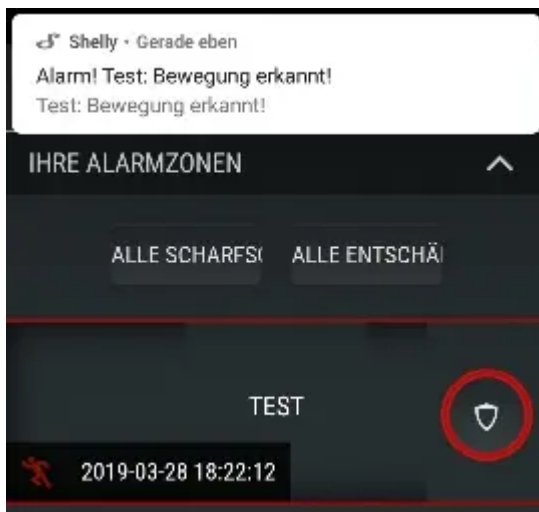 Shelly · Gerade eben
Alarm! Test: Bewegung erkannt!
Test: Bewegung erkannt!
IHRE ALARMZONEN
ALLE SCHARFS( ALLE ENTSCHÄ
TEST
2019-03-28 18:22:12